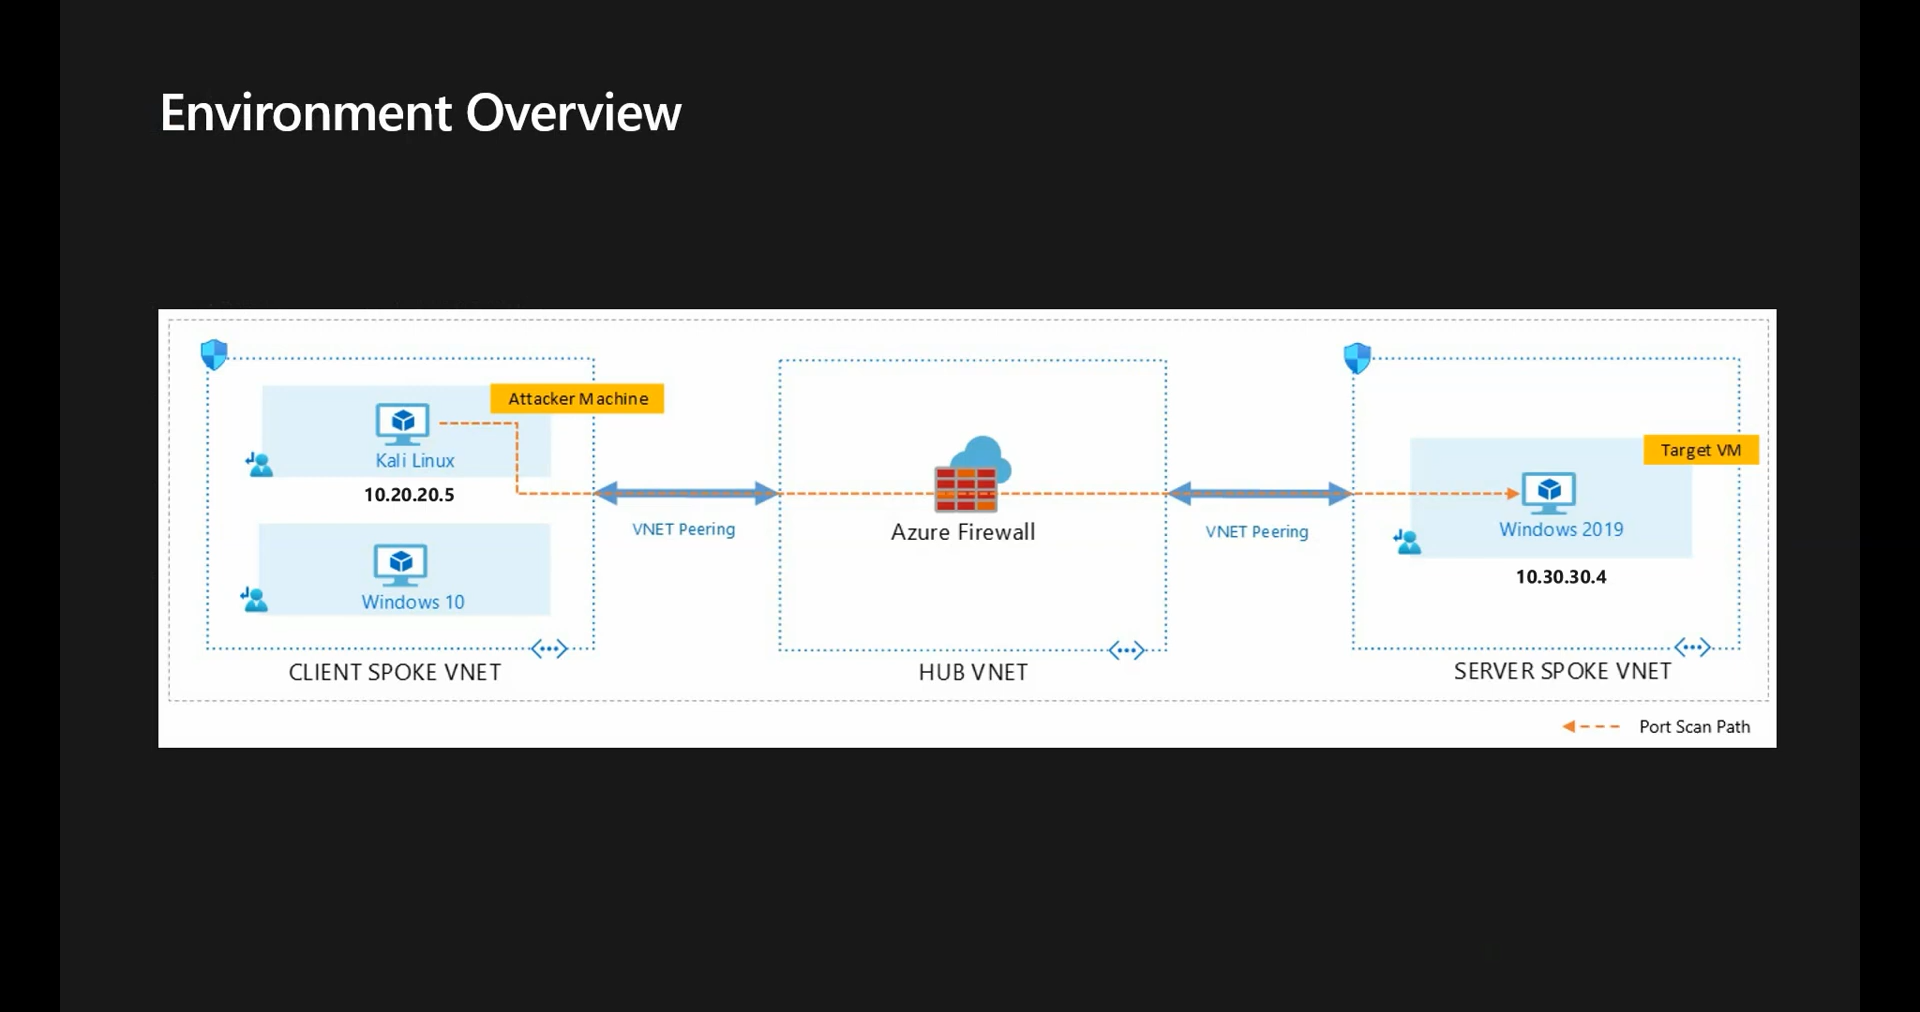 Environment Overview
Attacker Machine
Kali Linux
10.20.20.5
Windows 10
CLIENT SPOKE VNET
VNET Peering
Azure Firewall
HUB VNET
VNET Peering
Target VM
Windows 2019
10.30.30.4
SERVER SPOKE VNET
Port Scan Path